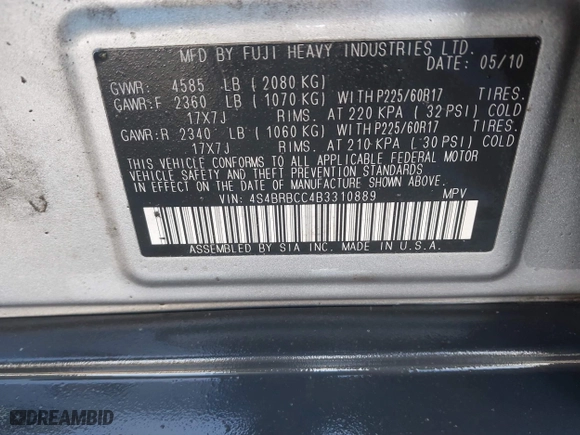 MFD BY FUJI HEAVY INDUSTRIES LTD.
DATE: 05/10
GVWR: 4585 LB (2080 KG)
GAWR:F 2360 LB (1070 KG) WITH P225/60R17 TIRES.
17X7J RIMS. AT 220 KPA (32 PSI) COLD
GAWR:R 2340 LB (1060 KG) WITH P225/60R17 TIRES.
17X7J RIMS. AT 210 KPA (30 PSI) COLD
THIS VEHICLE CONFORMS TO ALL APPLICABLE FEDERAL MOTOR
VEHICLE SAFETY AND THEFT PREVENTION STANDARDS
IN EFFECT ON THE DATE OF MANUFACTURE SHOWN ABOVE.
VIN: 4S4BRBCC4B3310889 MPV
ASSEMBLED BY SIA INC. MADE IN U.S.A.
DREAMBID